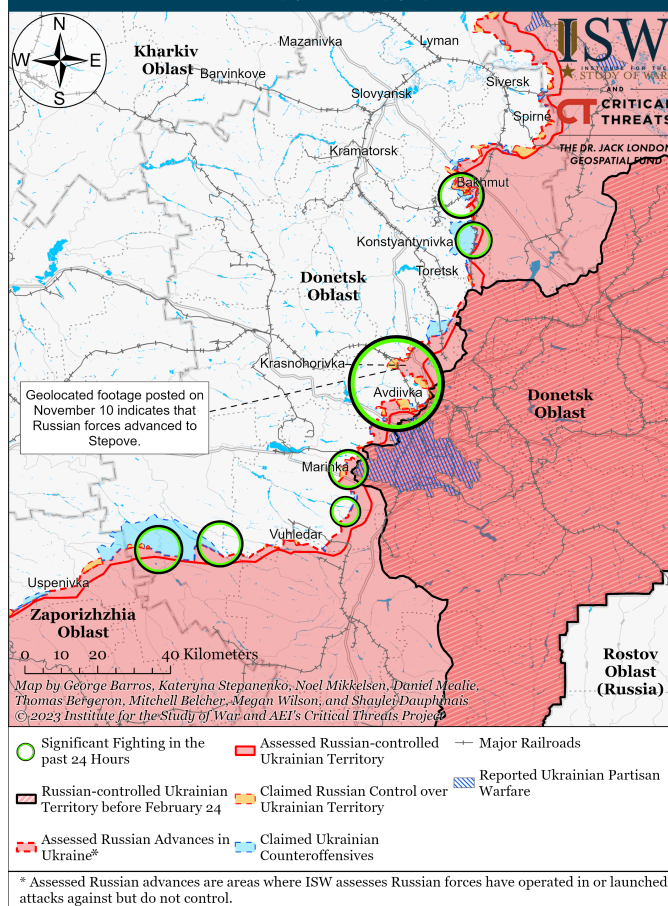 N
W
E
S
Kharkiv
Oblast
Mazanivka
Lyman
Barvinkove
Slovyansk
Siversk
Spirne
Kramatorsk
ISW
INSTITUTE FOR THE
STUDY OF WAR
AND
CT CRITICAL
THREATS
THE DR. JACK LONDON
GEOSPATIAL FUND
Bakhmut
Konstyantynivka
Toretsk
Donetsk
Oblast
Krasnohorivka
Avdiivka
Geolocated footage posted on
November 10 indicates that
Russian forces advanced to
Stepove.
Donetsk
Oblast
Marinka
Vuhledar
Uspenivka
Zaporizhzhia
Oblast
0 10 20 40 Kilometers
Rostov
Oblast
(Russia)
Map by George Barros, Kateryna Stepanenko, Noel Mikkelsen, Daniel Mealie,
Thomas Bergeron, Mitchell Belcher, Megan Wilson, and Shaylei Dauphinais
© 2023 Institute for the Study of War and AEI's Critical Threats Project
Significant Fighting in the
past 24 Hours
Assessed Russian-controlled
Ukrainian Territory
Major Railroads
Russian-controlled Ukrainian
Territory before February 24
Claimed Russian Control over
Ukrainian Territory
Reported Ukrainian Partisan
Warfare
Assessed Russian Advances in
Ukraine*
Claimed Ukrainian
Counteroffensives
* Assessed Russian advances are areas where ISW assesses Russian forces have operated in or launched
attacks against but do not control.